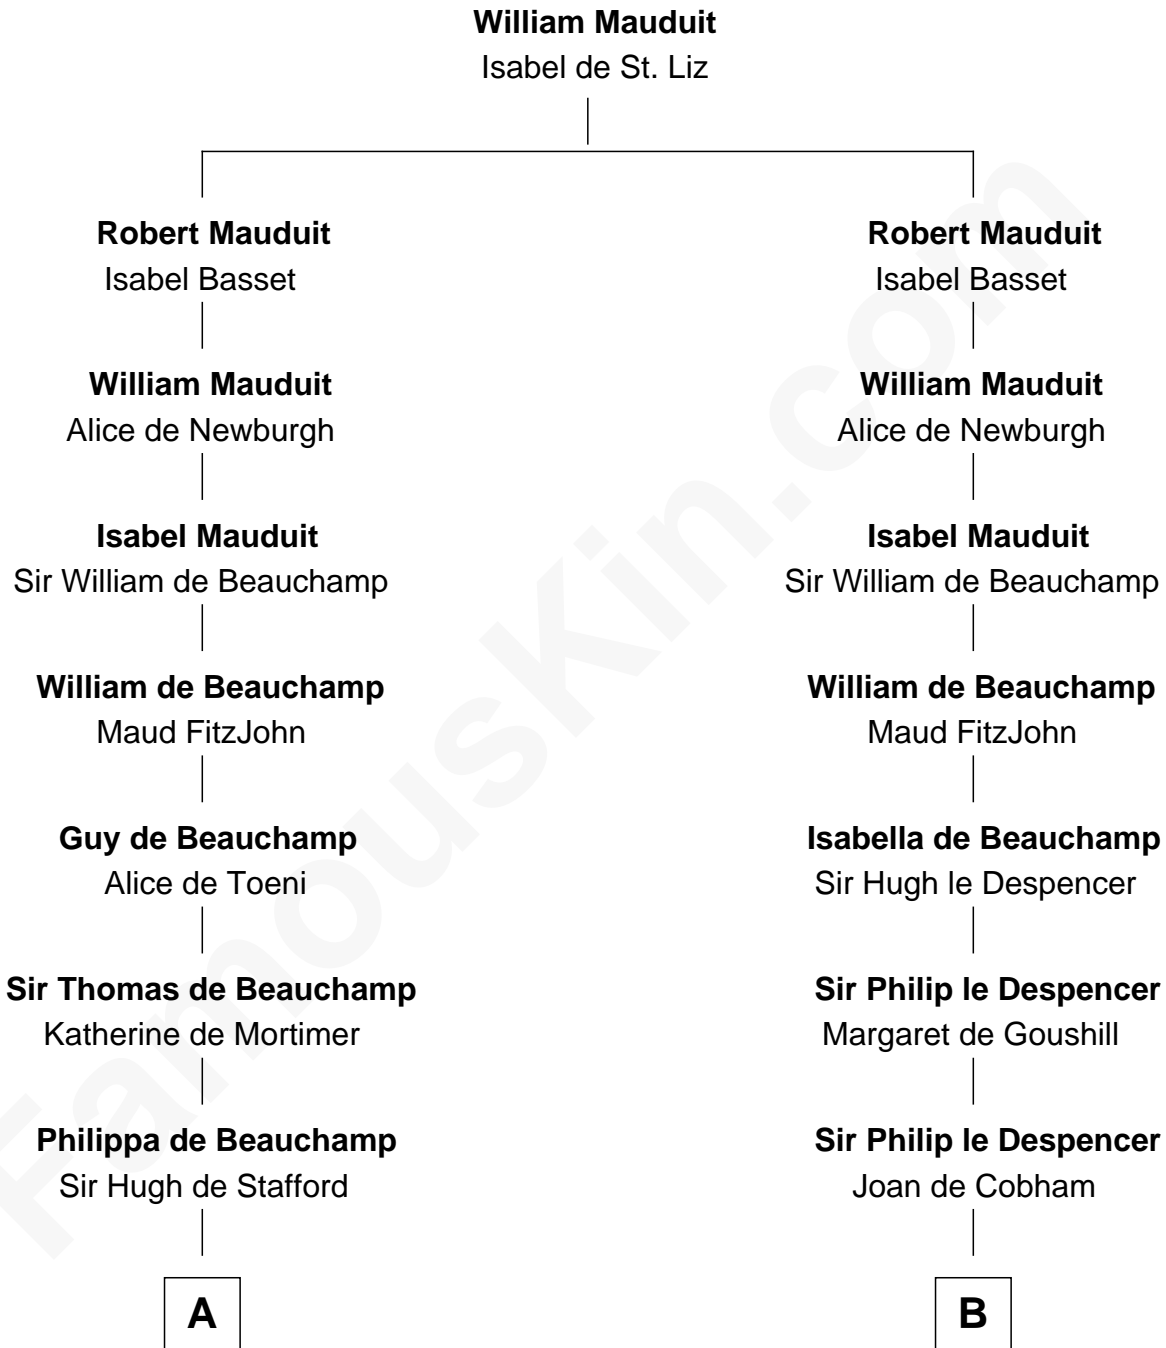 William Mauduit
Isabel de St. Liz
Robert Mauduit
Isabel Basset
William Mauduit
Alice de Newburgh
Isabel Mauduit
Sir William de Beauchamp
William de Beauchamp
Maud FitzJohn
Guy de Beauchamp
Alice de Toeni
Sir Thomas de Beauchamp
Katherine de Mortimer
Philippa de Beauchamp
Sir Hugh de Stafford
A
Robert Mauduit
Isabel Basset
William Mauduit
Alice de Newburgh
Isabel Mauduit
Sir William de Beauchamp
William de Beauchamp
Maud FitzJohn
Isabella de Beauchamp
Sir Hugh le Despencer
Sir Philip le Despencer
Margaret de Goushill
Sir Philip le Despencer
Joan de Cobham
B
FamousKin.com